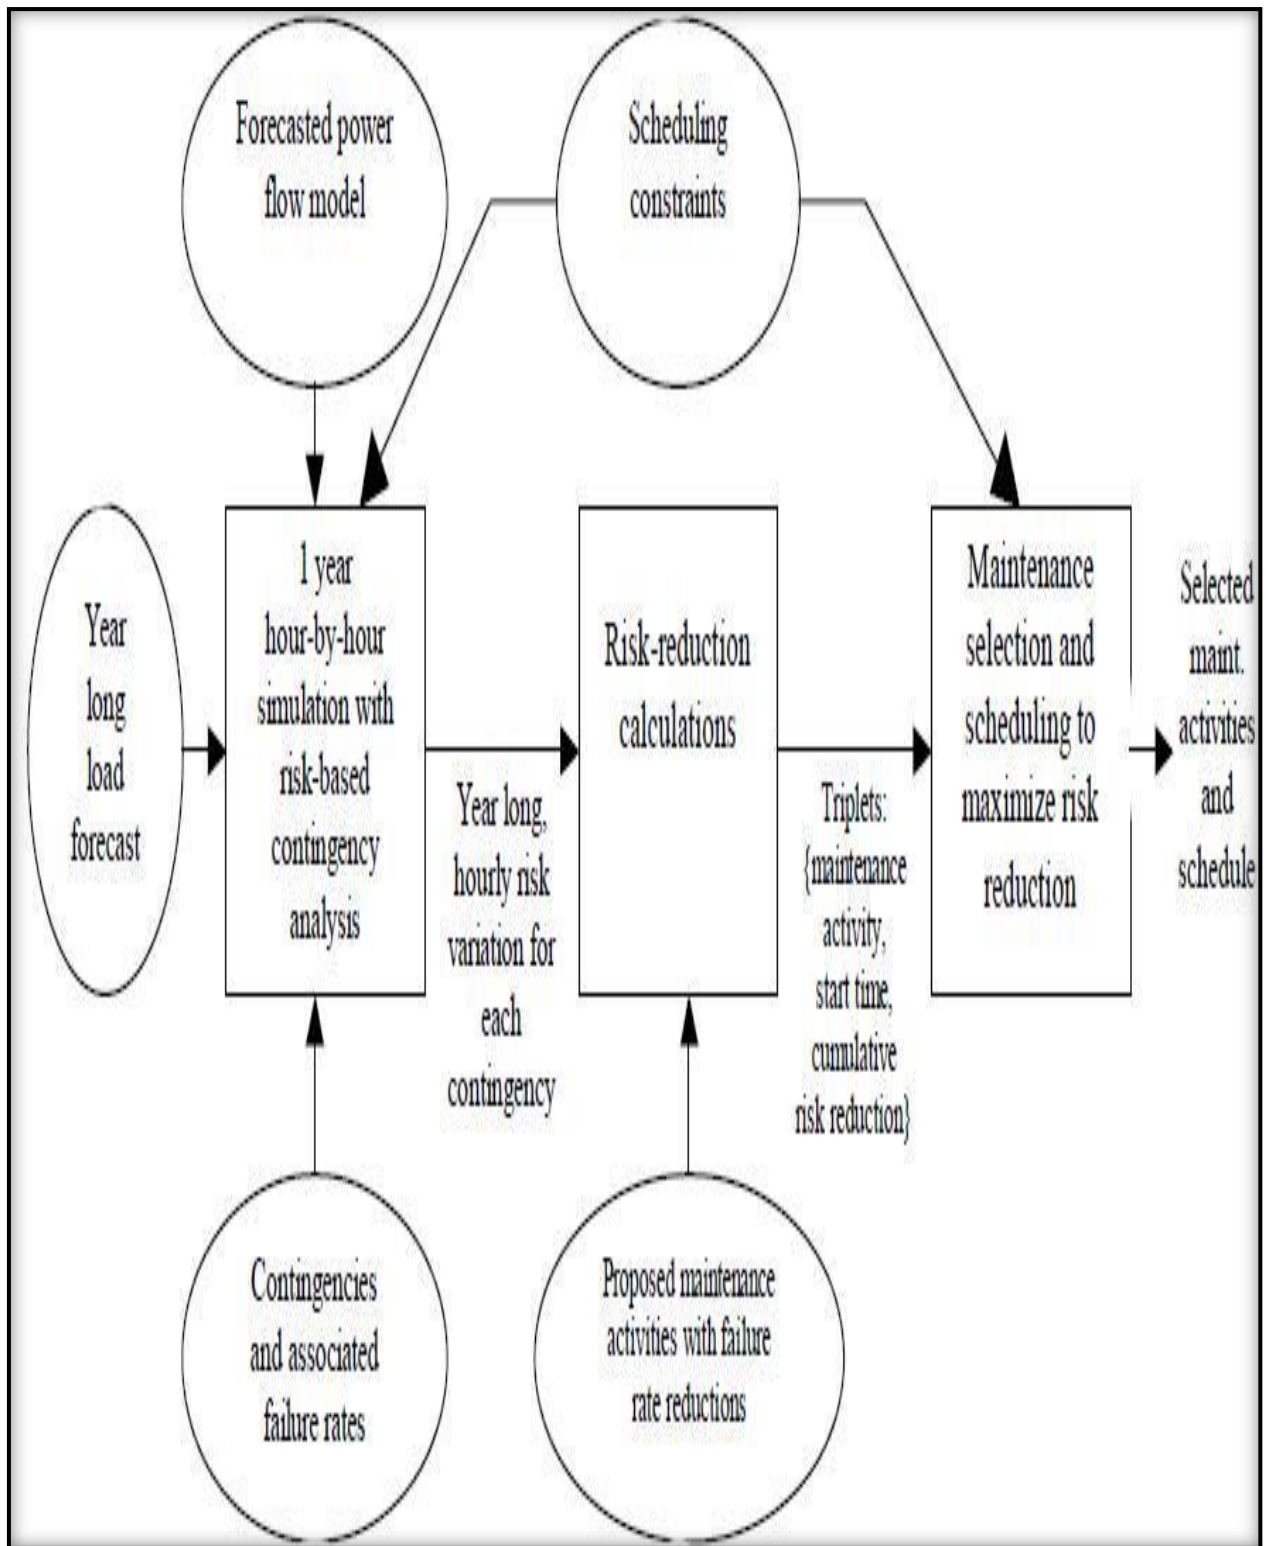 Forecasted power
flow model
Scheduling
constraints
Year
long
load
forecast
1 year
hour-by-hour
simulation with
risk-based
contingency
analysis
Year long,
hourly risk
variation for
each
contingency
Risk-reduction
calculations
Triplets:
{maintenance
activity,
start time,
cumulative
risk reduction}
Maintenance
selection and
scheduling to
maximize risk
reduction
Selected
maint.
activities
and
schedule
Contingencies
and associated
failure rates
Proposed maintenance
activities with failure
rate reductions